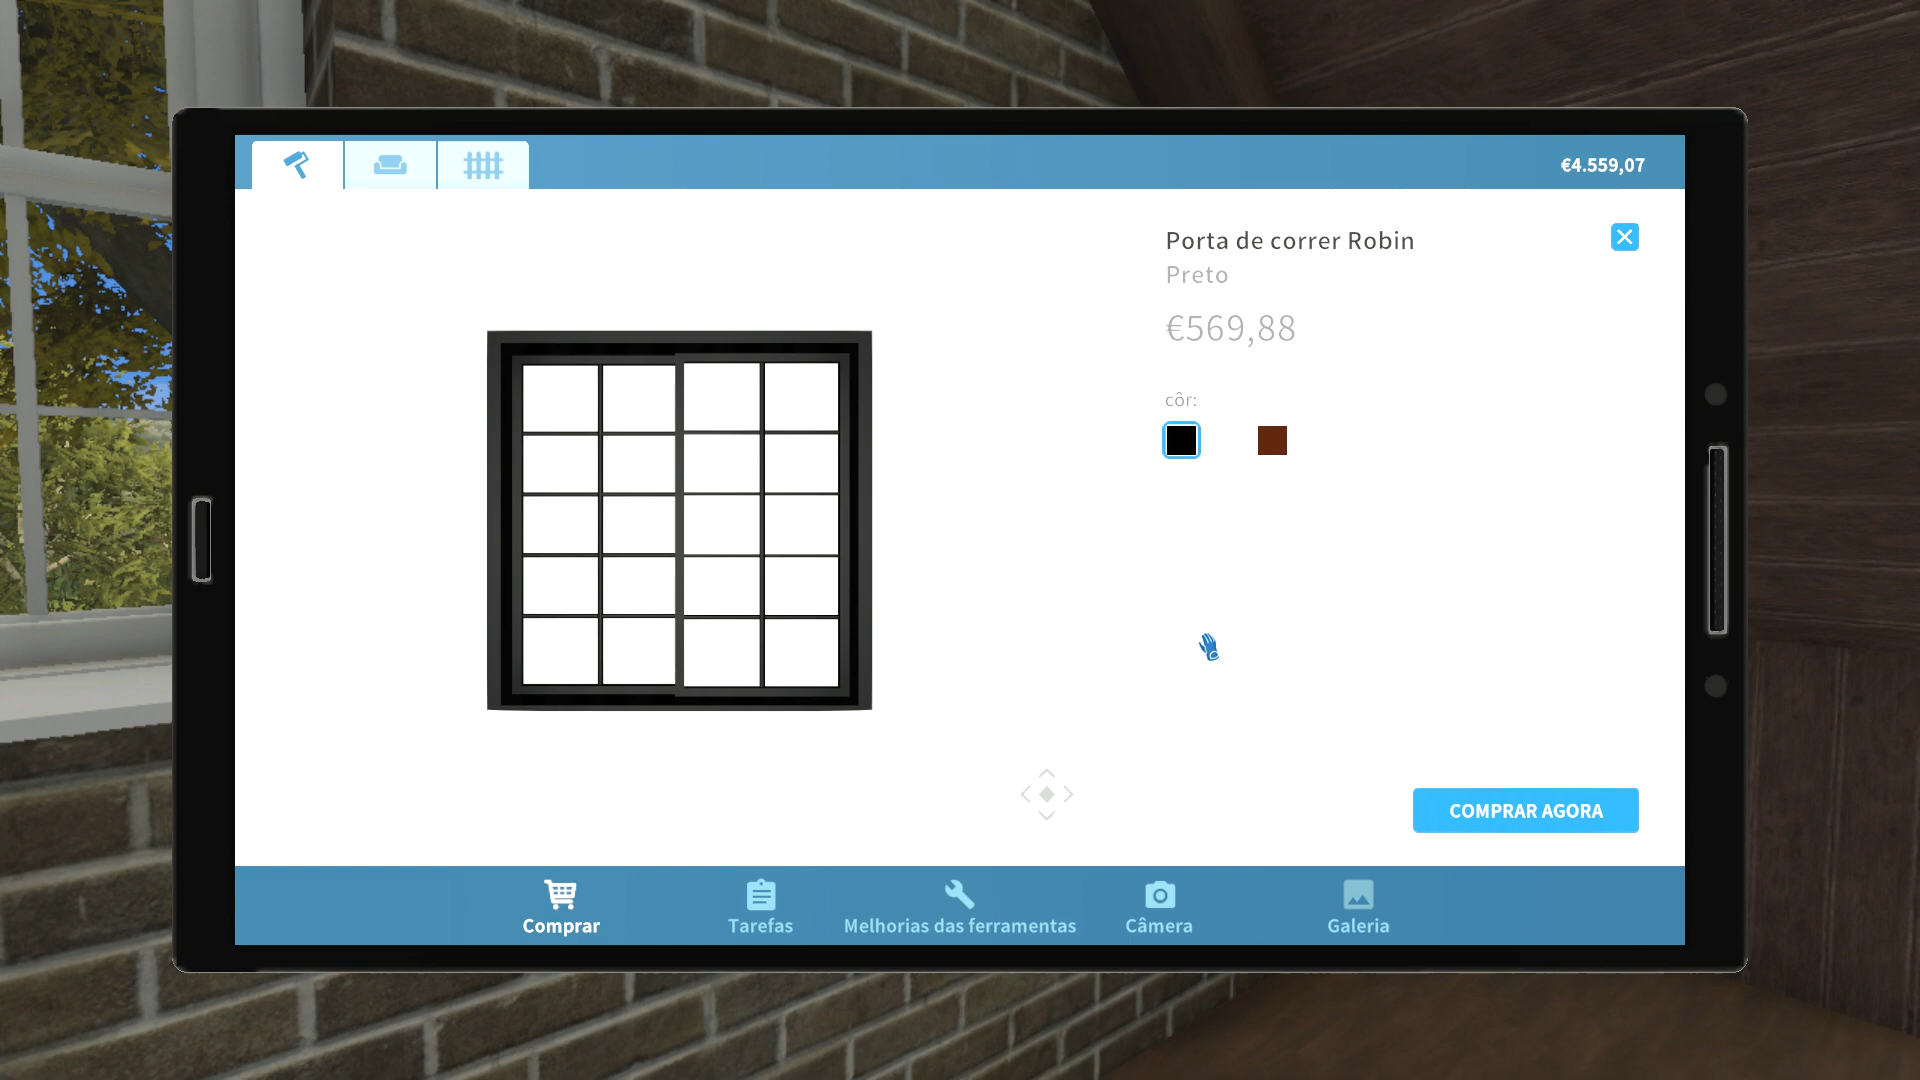 €4.559,07
Porta de correr Robin
Preto
€569,88
côr:
COMPRAR AGORA
Comprar
Tarefas
Melhorias das ferramentas
Câmera
Galeria